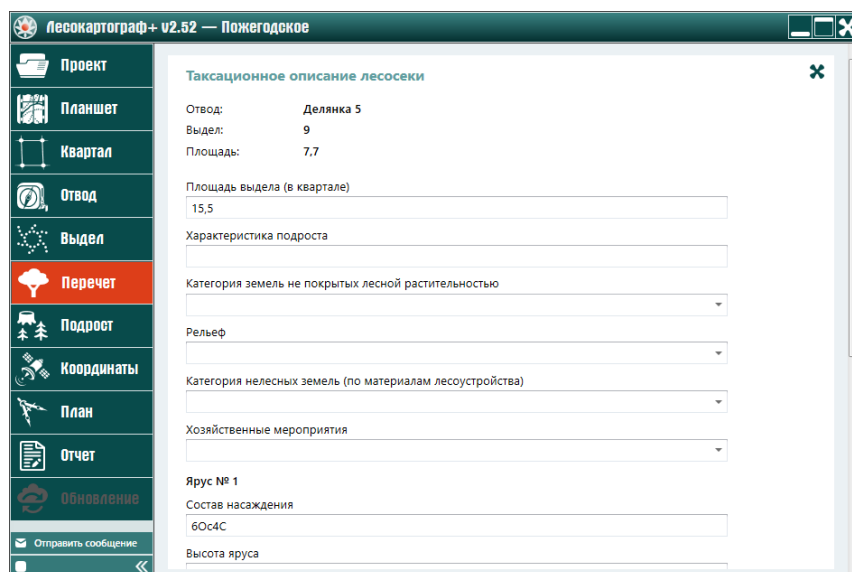 Лесокартограф+ v2.52 — Пожегодское
Проект
Планшет
Квартал
Отвод
Выдел
Перечет
Подрост
Координаты
План
Отчет
Обновление
Отправить сообщение
Таксационное описание лесосеки
Отвод: Делянка 5
Выдел: 9
Площадь: 7,7
Площадь выдела (в квартале)
15,5
Характеристика подроста
Категория земель не покрытых лесной растительностью
Рельеф
Категория нелесных земель (по материалам лесоустройства)
Хозяйственные мероприятия
Ярус № 1
Состав насаждения
6Ос4С
Высота яруса